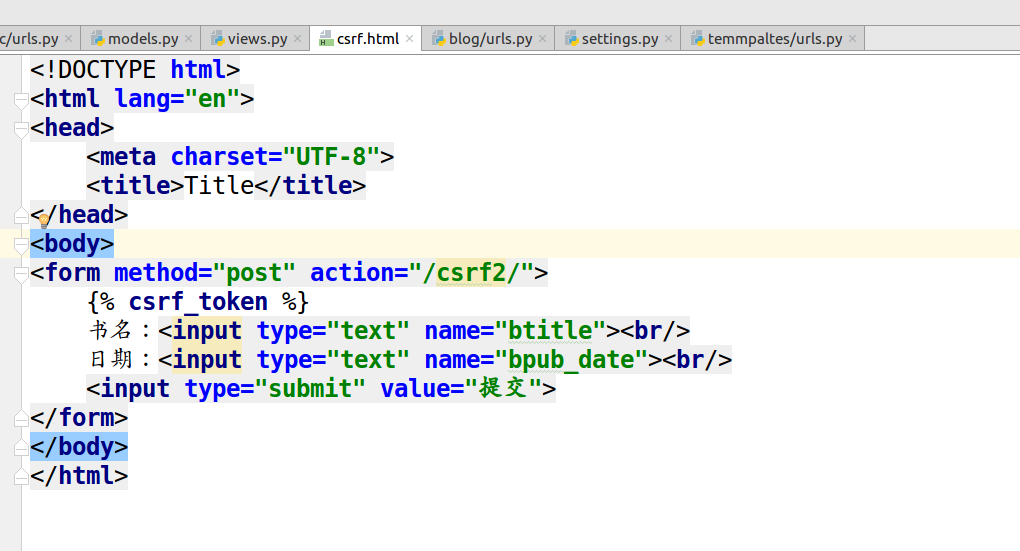 c/urls.py models.py views.py csrf.html blog/urls.py settings.py temmpaltes/urls.py
<!DOCTYPE html>
<html lang="en">
<head>
    <meta charset="UTF-8">
    <title>Title</title>
</head>
<body>
<form method="post" action="/csrf2/">
    {% csrf_token %}
    书名：<input type="text" name="btitle"><br/>
    日期：<input type="text" name="bpub_date"><br/>
    <input type="submit" value="提交">
</form>
</body>
</html>